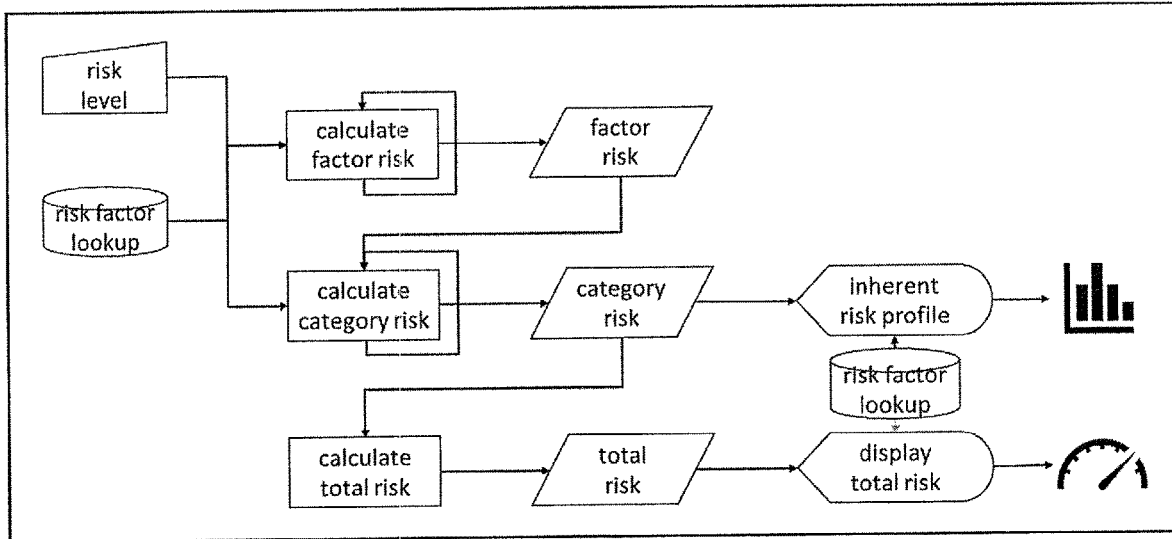 risk
level
calculate
factor risk
factor
risk
risk factor
lookup
calculate
category risk
category
risk
inherent
risk profile
risk factor
lookup
calculate
total risk
total
risk
display
total risk